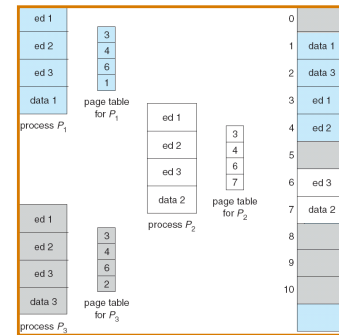 ed 1
ed 2
ed 3
data 1
process P1
3
4
6
1
page table
for P1
ed 1
ed 2
ed 3
data 2
process P2
3
4
6
7
page table
for P2
ed 1
ed 2
ed 3
data 3
process P3
3
4
6
2
page table
for P3
0
1 data 1
2 data 3
3 ed 1
4 ed 2
5
6 ed 3
7 data 2
8
9
10